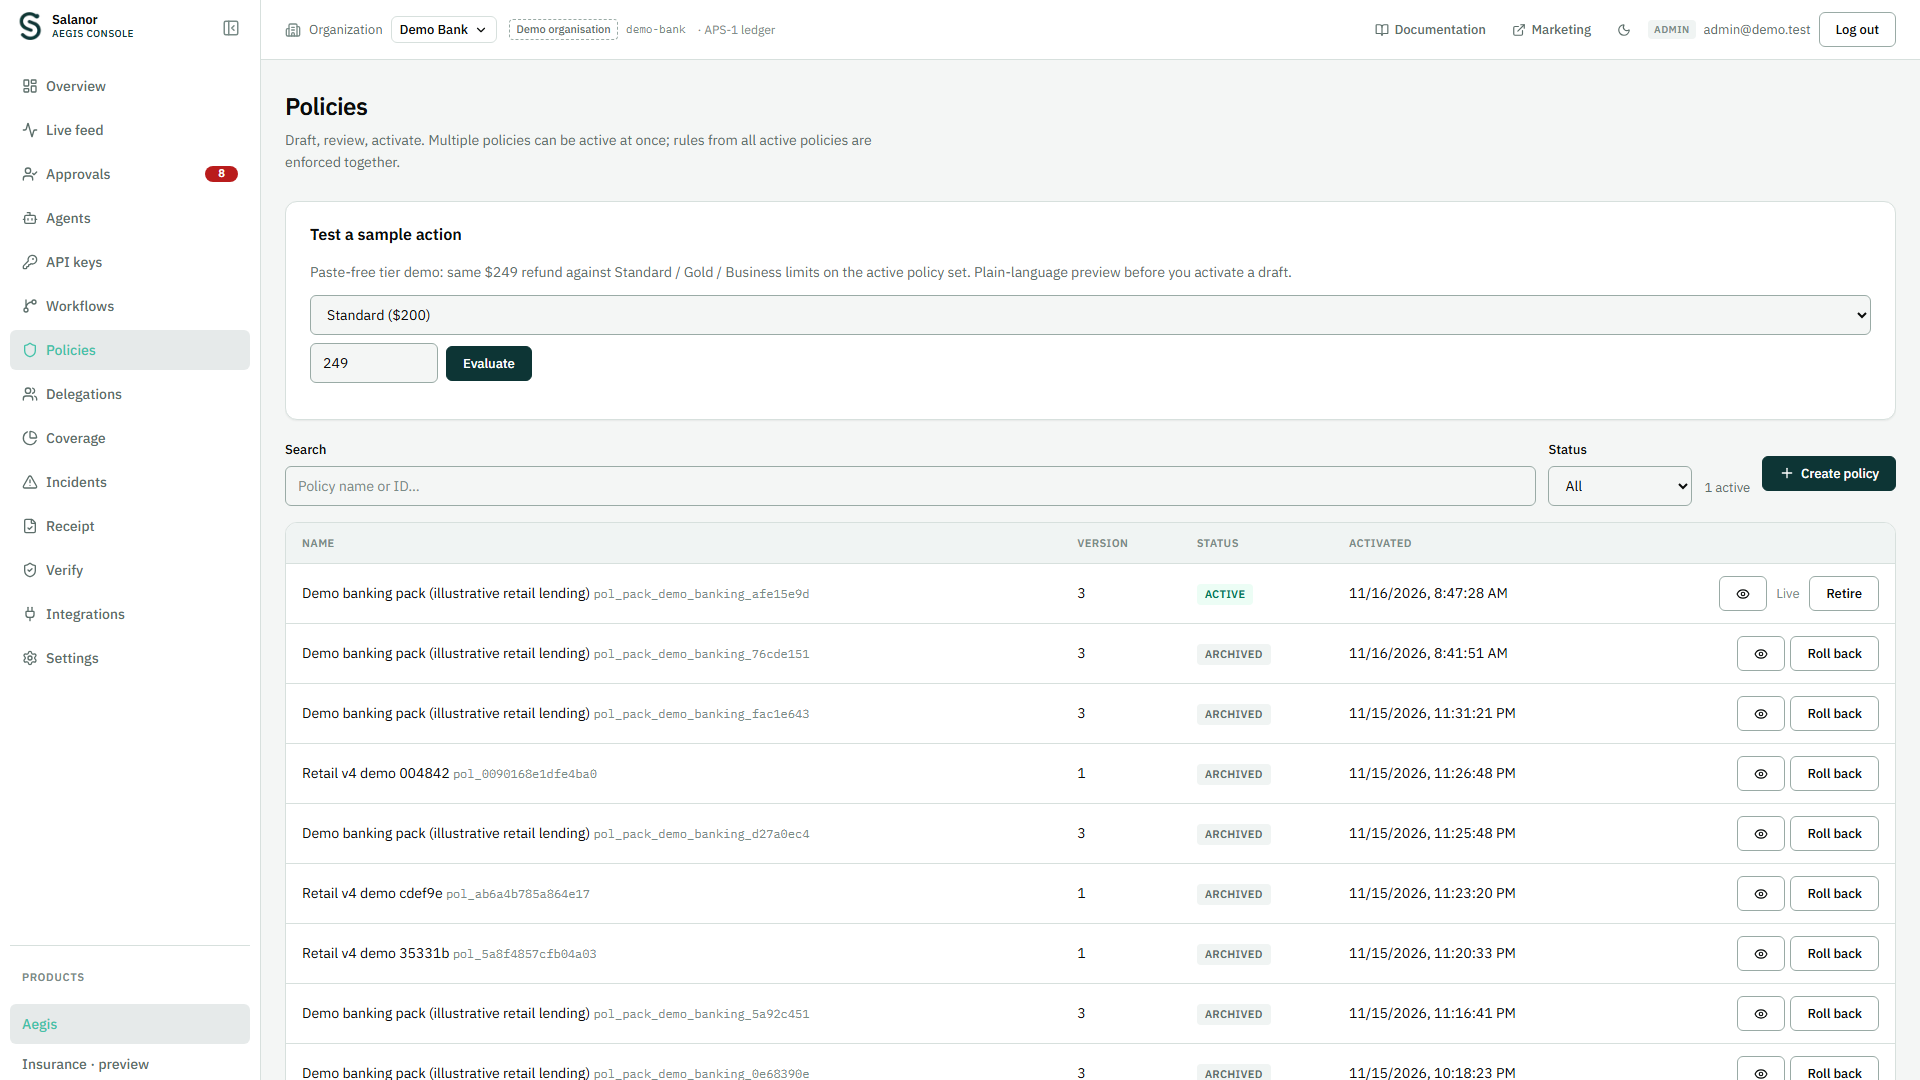 Salanor
AEGIS CONSOLE
Overview
Live feed
Approvals 8
Agents
API keys
Workflows
Policies
Delegations
Coverage
Incidents
Receipt
Verify
Integrations
Settings
PRODUCTS
Aegis
Insurance · preview
Organization Demo Bank Demo organisation demo-bank · APS-1 ledger
Documentation Marketing ADMIN admin@demo.test Log out
Policies
Draft, review, activate. Multiple policies can be active at once; rules from all active policies are
enforced together.
Test a sample action
Paste-free tier demo: same $249 refund against Standard / Gold / Business limits on the active policy set. Plain-language preview before you activate a draft.
Standard ($200)
249 Evaluate
Search Status
Policy name or ID... All 1 active + Create policy
NAME VERSION STATUS ACTIVATED
Demo banking pack (illustrative retail lending) pol_pack_demo_banking_afe15e9d 3 ACTIVE 11/16/2026, 8:47:28 AM Live Retire
Demo banking pack (illustrative retail lending) pol_pack_demo_banking_76cde151 3 ARCHIVED 11/16/2026, 8:41:51 AM Roll back
Demo banking pack (illustrative retail lending) pol_pack_demo_banking_fac1e643 3 ARCHIVED 11/15/2026, 11:31:21 PM Roll back
Retail v4 demo 004842 pol_0090168e1dfe4ba0 1 ARCHIVED 11/15/2026, 11:26:48 PM Roll back
Demo banking pack (illustrative retail lending) pol_pack_demo_banking_d27a0ec4 3 ARCHIVED 11/15/2026, 11:25:48 PM Roll back
Retail v4 demo cdef9e pol_ab6a4b785a864e17 1 ARCHIVED 11/15/2026, 11:23:20 PM Roll back
Retail v4 demo 35331b pol_5a8f4857cfb04a03 1 ARCHIVED 11/15/2026, 11:20:33 PM Roll back
Demo banking pack (illustrative retail lending) pol_pack_demo_banking_5a92c451 3 ARCHIVED 11/15/2026, 11:16:41 PM Roll back
Demo banking pack (illustrative retail lending) pol_pack_demo_banking_0e68390e 3 ARCHIVED 11/15/2026, 10:18:23 PM Roll back